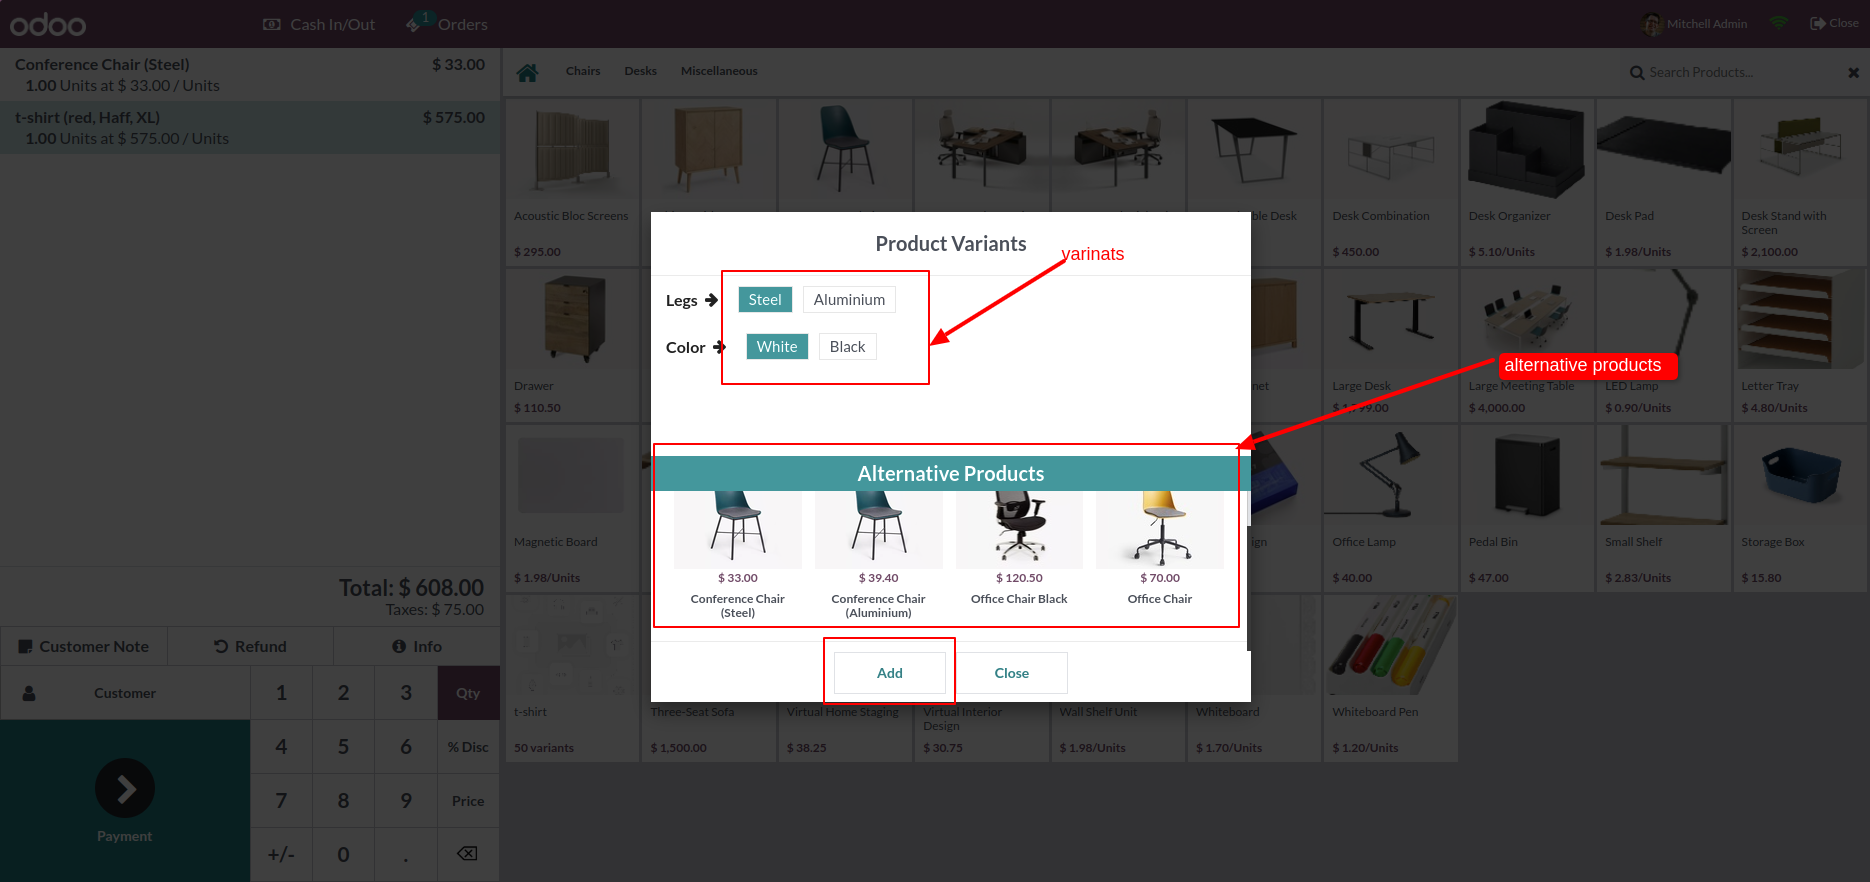 odoo
Cash In/Out
1
Orders
Mitchell Admin
Close
Conference Chair (Steel) $ 33.00
1.00 Units at $ 33.00 / Units
t-shirt (red, Haff, XL) $ 575.00
1.00 Units at $ 575.00 / Units
Chairs Desks Miscellaneous
Search Products...
Acoustic Bloc Screens
$ 295.00
ble Desk
Desk Combination
$ 450.00
Desk Organizer
$ 5.10/Units
Desk Pad
$ 1.98/Units
Desk Stand with
Screen
$ 2,100.00
Product Variants
varinats
Legs Steel Aluminium
Color White Black
alternative products
Drawer
$ 110.50
net
Large Desk
$ 1,799.00
Large Meeting Table
$ 4,000.00
LED Lamp
$ 0.90/Units
Letter Tray
$ 4.80/Units
Alternative Products
$ 33.00
Conference Chair
(Steel)
$ 39.40
Conference Chair
(Aluminium)
$ 120.50
Office Chair Black
$ 70.00
Office Chair
Magnetic Board
$ 1.98/Units
ign
Office Lamp
$ 40.00
Pedal Bin
$ 47.00
Small Shelf
$ 2.83/Units
Storage Box
$ 15.80
Add Close
t-shirt
50 variants
Three-Seat Sofa
$ 1,500.00
Virtual Home Staging
$ 38.25
Virtual Interior
Design
$ 30.75
Wall Shelf Unit
$ 1.98/Units
Whiteboard
$ 1.70/Units
Whiteboard Pen
$ 1.20/Units
Total: $ 608.00
Taxes: $ 75.00
Customer Note Refund Info
Customer 1 2 3 Qty
4 5 6 % Disc
7 8 9 Price
+/- 0 .
Payment